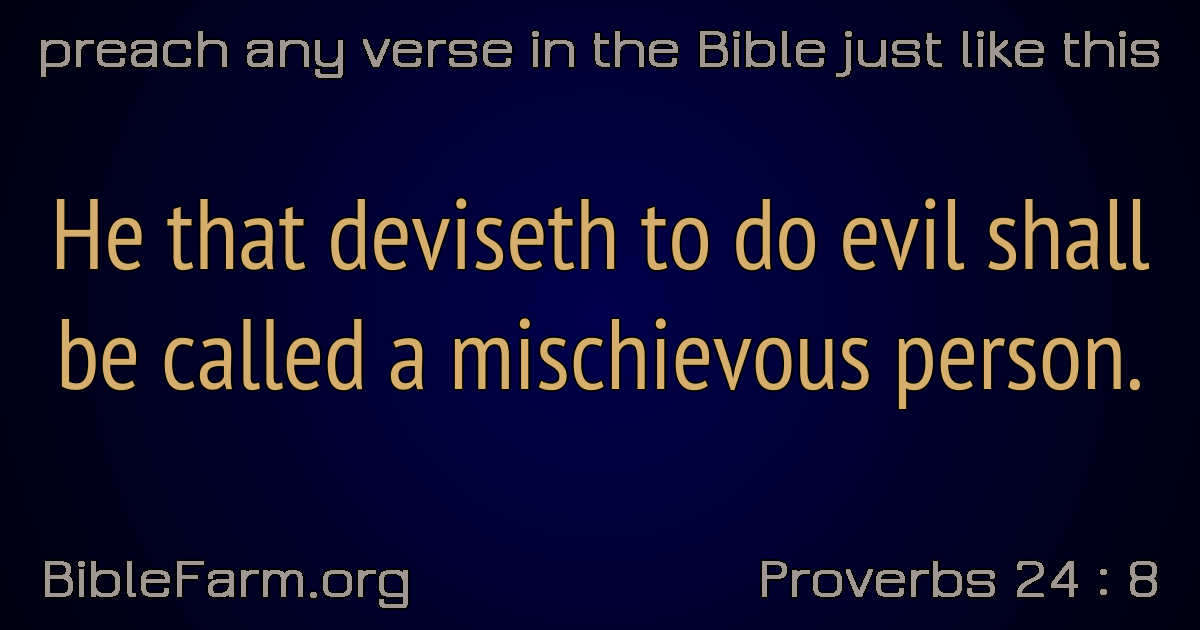 preach any verse in the Bible just like this
He that deviseth to do evil shall
be called a mischievous person.
BibleFarm.org
Proverbs 24 : 8